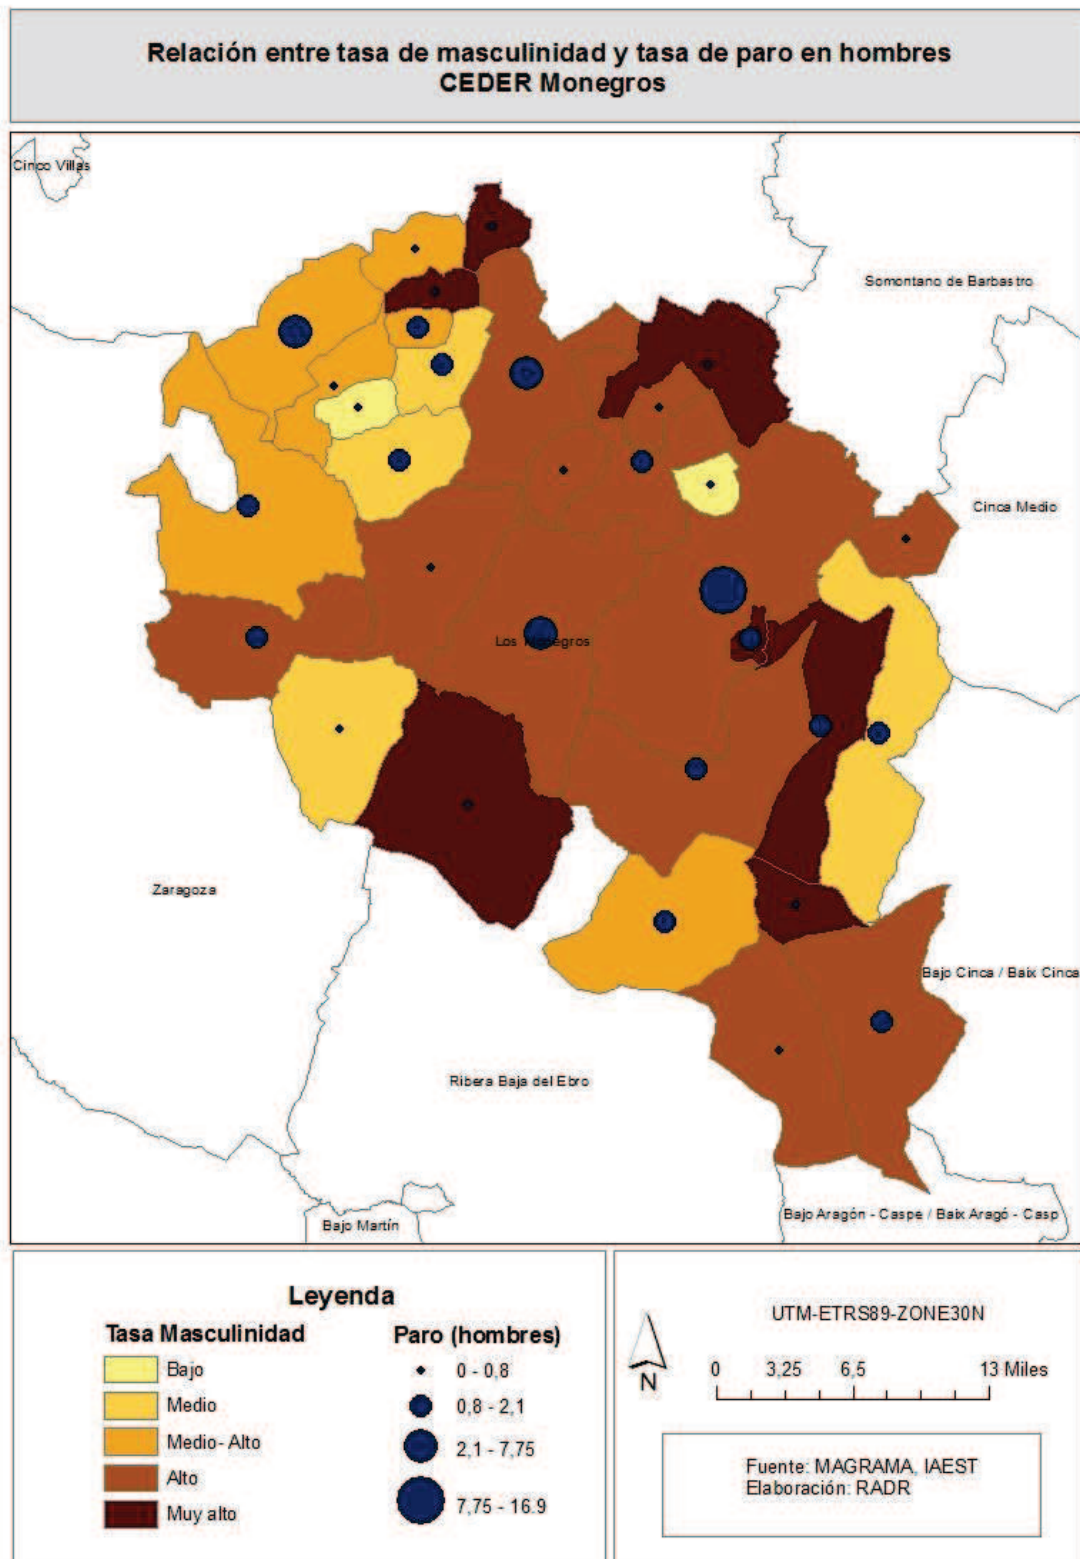 Relación entre tasa de masculinidad y tasa de paro en hombres
CEDER Monegros
Cinco Villas
Somontano de Barbastro
Cinca Medio
Los Monegros
Zaragoza
Bajo Cinca / Baix Cinca
Ribera Baja del Ebro
Bajo Martín
Bajo Aragón - Caspe / Baix Aragó - Casp
Leyenda
Tasa Masculinidad
Bajo
Medio
Medio- Alto
Alto
Muy alto
Paro (hombres)
0 - 0,8
0,8 - 2,1
2,1 - 7,75
7,75 - 16.9
N
UTM-ETRS89-ZONE30N
0 3,25 6,5 13 Miles
Fuente: MAGRAMA, IAEST
Elaboración: RADR